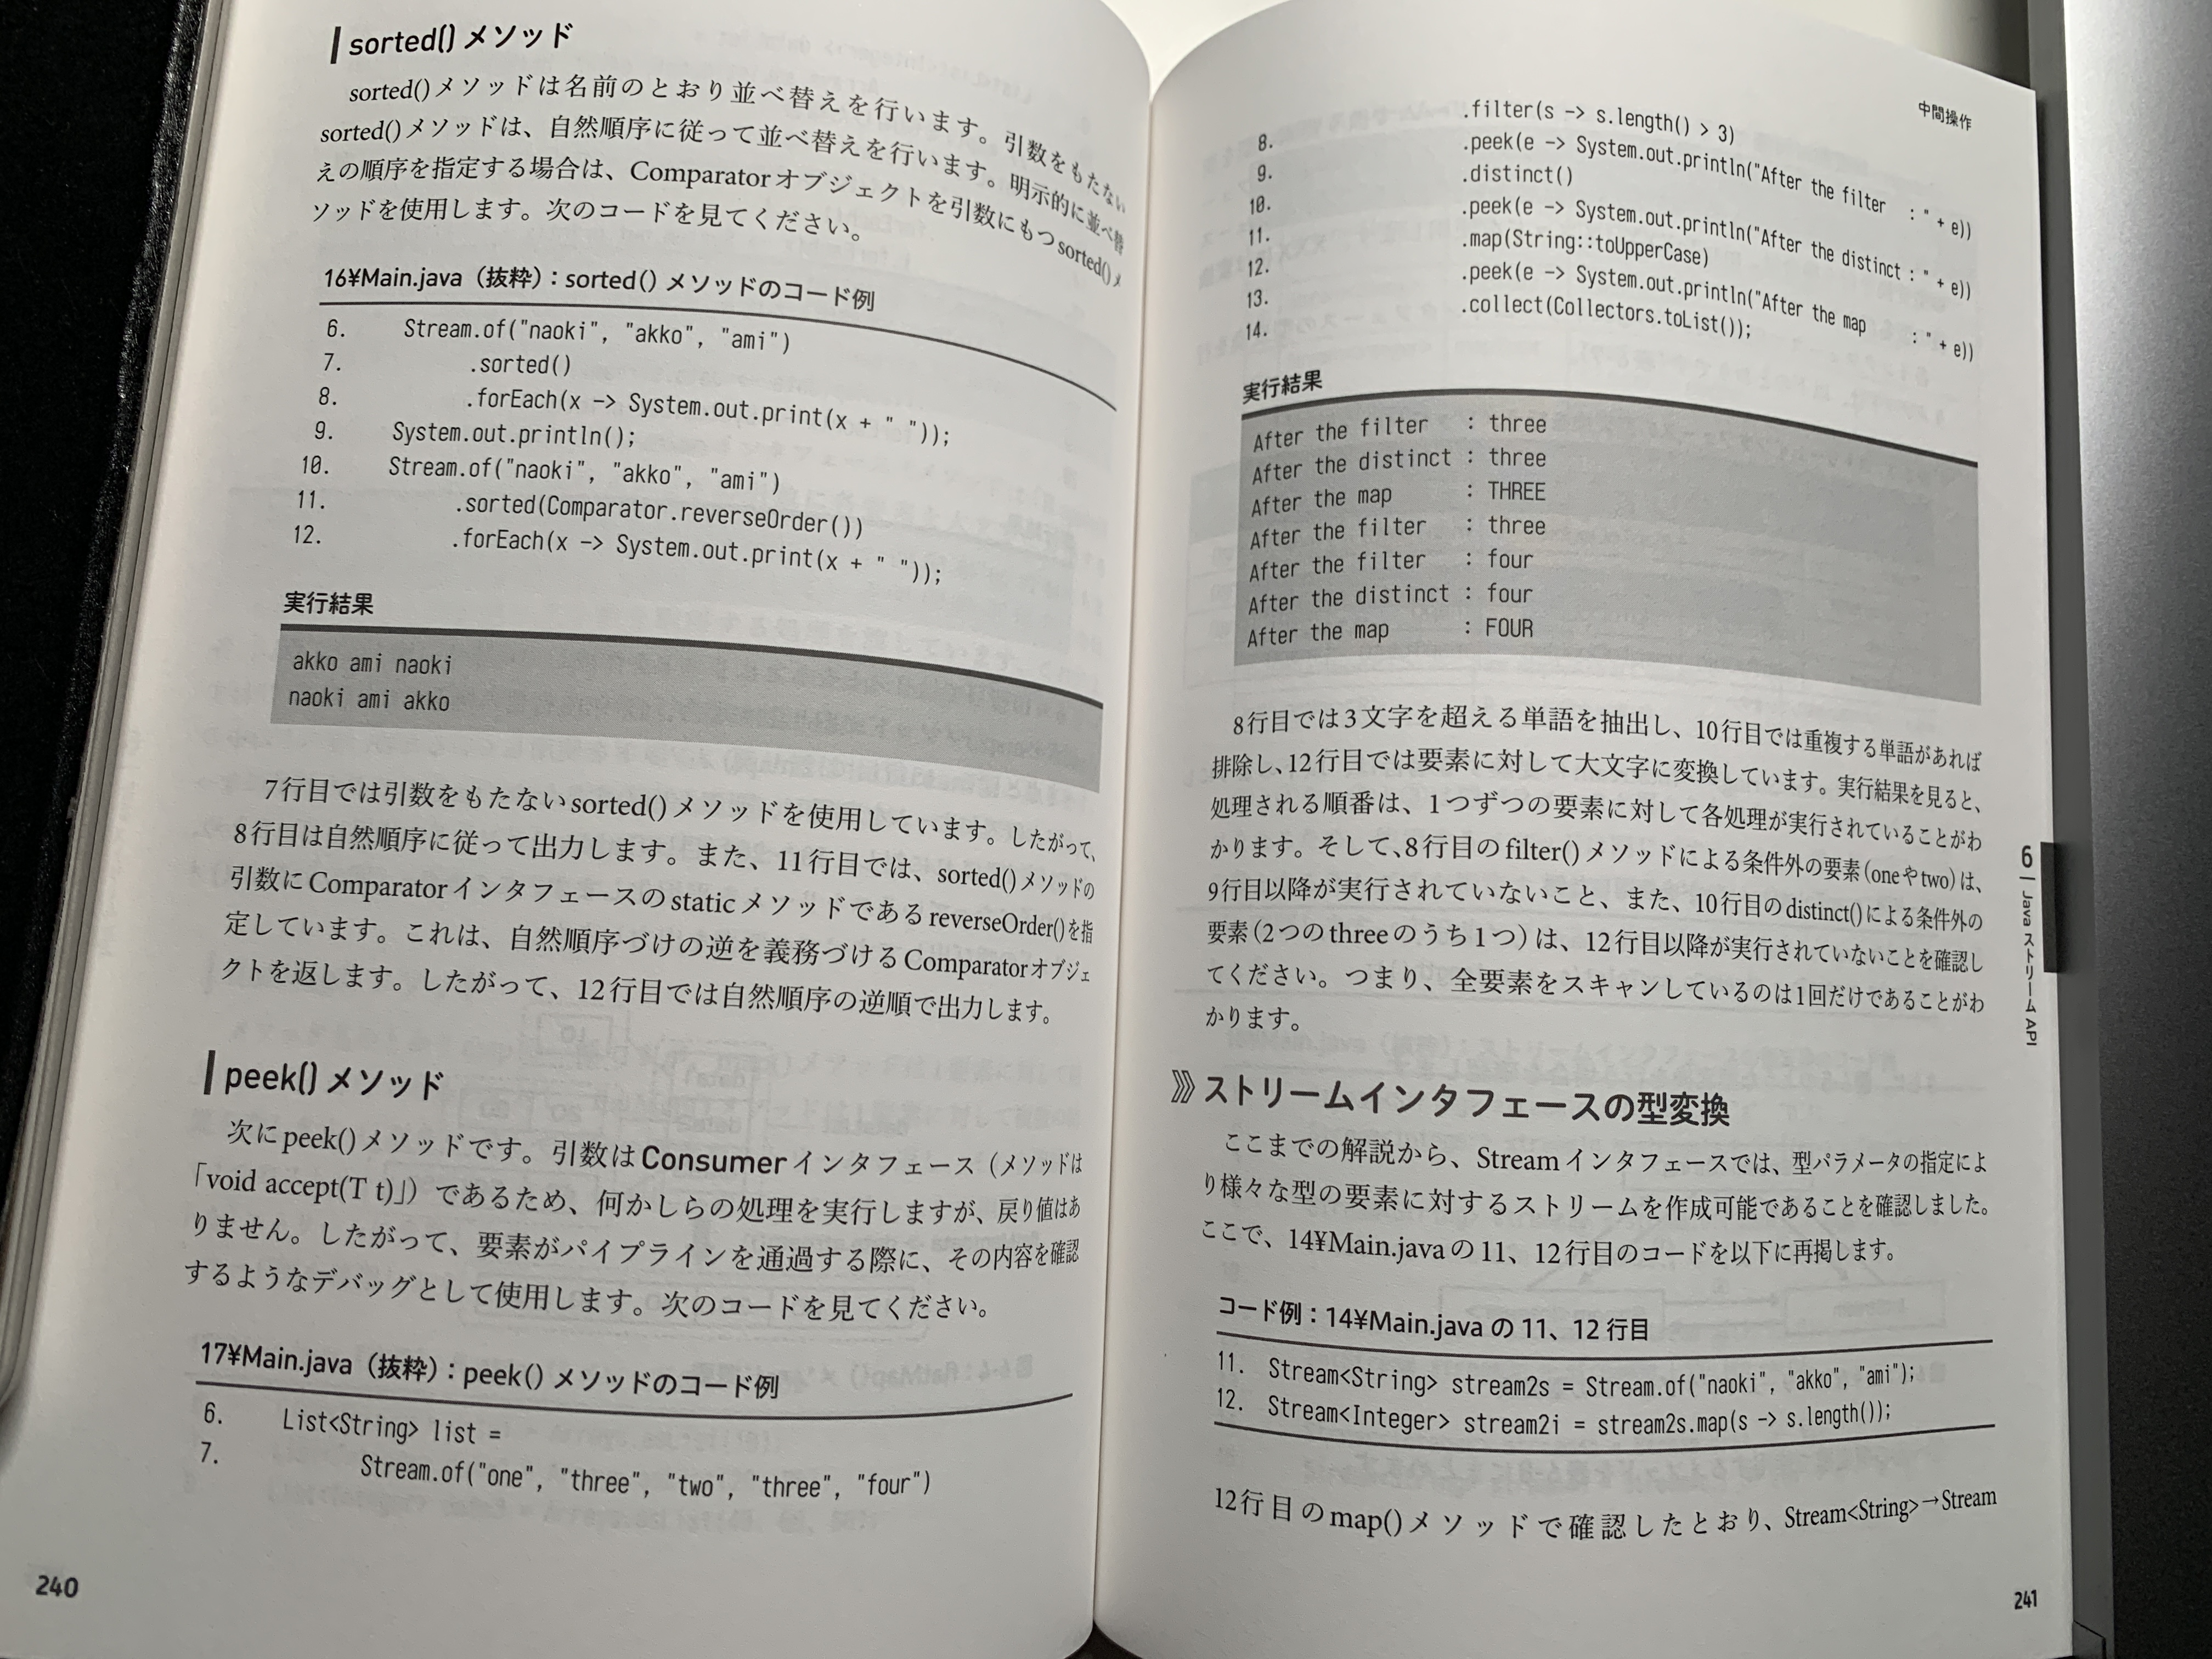 sorted() メソッド
sorted()メソッドは名前のとおり並べ替えを行います。引数をもたない
sorted()メソッドは、自然順序に従って並べ替えを行います。明示的に並べ替
えの順序を指定する場合は、Comparatorオブジェクトを引数にもつsorted()メ
ソッドを使用します。次のコードを見てください。
16¥Main.java（抜粋）：sorted() メソッドのコード例
6. Stream.of("naoki", "akko", "ami")
7. .sorted()
8. .forEach(x -> System.out.print(x + " "));
9. System.out.println();
10. Stream.of("naoki", "akko", "ami")
11. .sorted(Comparator.reverseOrder())
12. .forEach(x -> System.out.print(x + " "));
実行結果
akko ami naoki
naoki ami akko
7行目では引数をもたないsorted()メソッドを使用しています。したがって、
8行目は自然順序に従って出力します。また、11行目では、sorted()メソッドの
引数にComparatorインタフェースのstaticメソッドであるreverseOrder()を指
定しています。これは、自然順序づけの逆を義務づけるComparatorオブジェ
クトを返します。したがって、12行目では自然順序の逆順で出力します。
peek() メソッド
次にpeek()メソッドです。引数はConsumerインタフェース（メソッドは
「void accept(T t)」）であるため、何かしらの処理を実行しますが、戻り値はあ
りません。したがって、要素がパイプラインを通過する際に、その内容を確認
するようなデバッグとして使用します。次のコードを見てください。
17¥Main.java（抜粋）：peek() メソッドのコード例
6. List<String> list =
7. Stream.of("one", "three", "two", "three", "four")
240
中間操作
8. .filter(s -> s.length() > 3)
9. .peek(e -> System.out.println("After the filter   : " + e))
10. .distinct()
11. .peek(e -> System.out.println("After the distinct : " + e))
12. .map(String::toUpperCase)
13. .peek(e -> System.out.println("After the map      : " + e))
14. .collect(Collectors.toList());
実行結果
After the filter   : three
After the distinct : three
After the map      : THREE
After the filter   : three
After the filter   : four
After the distinct : four
After the map      : FOUR
8行目では3文字を超える単語を抽出し、10行目では重複する単語があれば
排除し、12行目では要素に対して大文字に変換しています。実行結果を見ると、
処理される順番は、1つずつの要素に対して各処理が実行されていることがわ
かります。そして、8行目のfilter()メソッドによる条件外の要素（oneやtwo）は、
9行目以降が実行されていないこと、また、10行目のdistinct()による条件外の
要素（2つのthreeのうち1つ）は、12行目以降が実行されていないことを確認し
てください。つまり、全要素をスキャンしているのは1回だけであることがわ
かります。
ストリームインタフェースの型変換
ここまでの解説から、Streamインタフェースでは、型パラメータの指定によ
り様々な型の要素に対するストリームを作成可能であることを確認しました。
ここで、14¥Main.javaの11、12行目のコードを以下に再掲します。
コード例：14¥Main.java の 11、12 行目
11. Stream<String> stream2s = Stream.of("naoki", "akko", "ami");
12. Stream<Integer> stream2i = stream2s.map(s -> s.length());
12行目のmap()メソッドで確認したとおり、Stream<String>→Stream
6 | Java ストリーム API
241